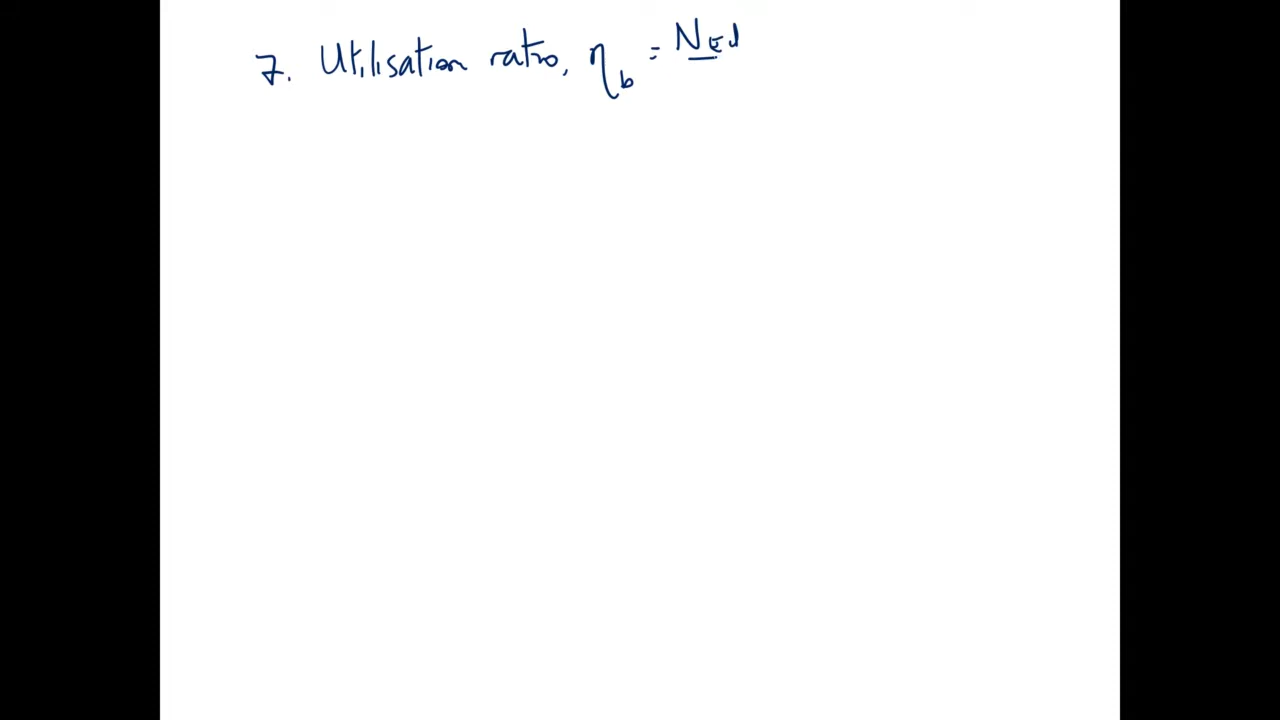 7. Utilisation ratio, η_b = N_Ed